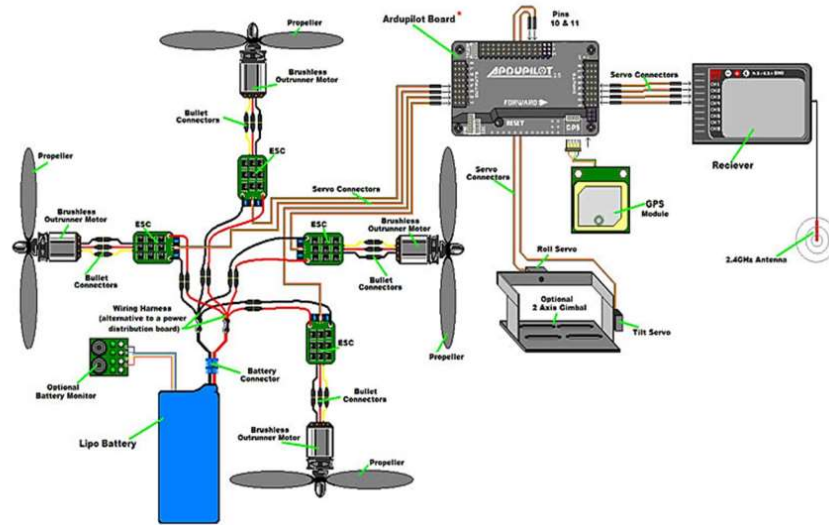 Propeller
Ardupilot Board *
Pins
10 & 11
Brushless
Outrunner Motor
ARDUPILOT
2.5
FORWARD
RESET
GPS
Servo
Connectors
Reciever
Bullet
Connectors
ESC
Propeller
Servo Connectors
Servo
Connectors
GPS
Module
Brushless
Outrunner Motor
ESC
ESC
Brushless
Outrunner Motor
Bullet
Connectors
Bullet
Connectors
2.4GHz Antenna
Roll Servo
Optional
2 Axis Gimbal
Tilt Servo
Wiring Harness
(alternative to a power
distribution board)
ESC
Propeller
Optional
Battery Monitor
Battery
Connector
Bullet
Connectors
Lipo Battery
Brushless
Outrunner Motor
Propeller